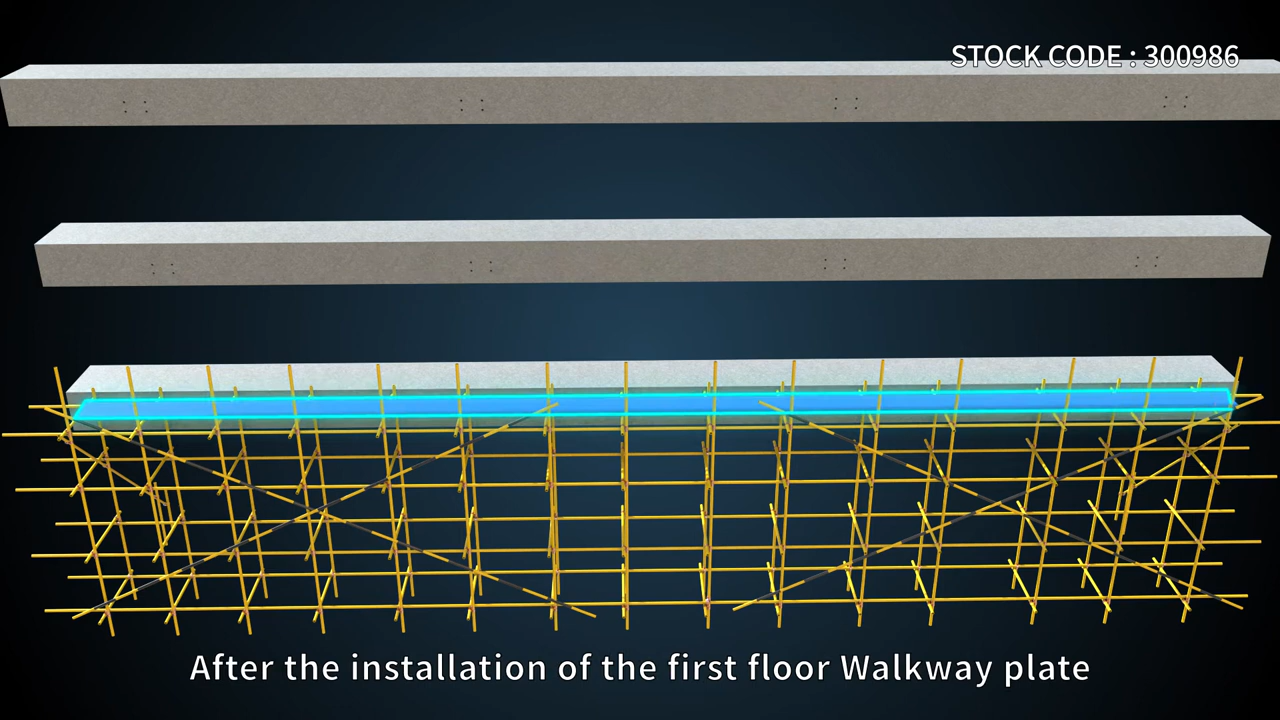 STOCK CODE : 300986
After the installation of the first floor Walkway plate